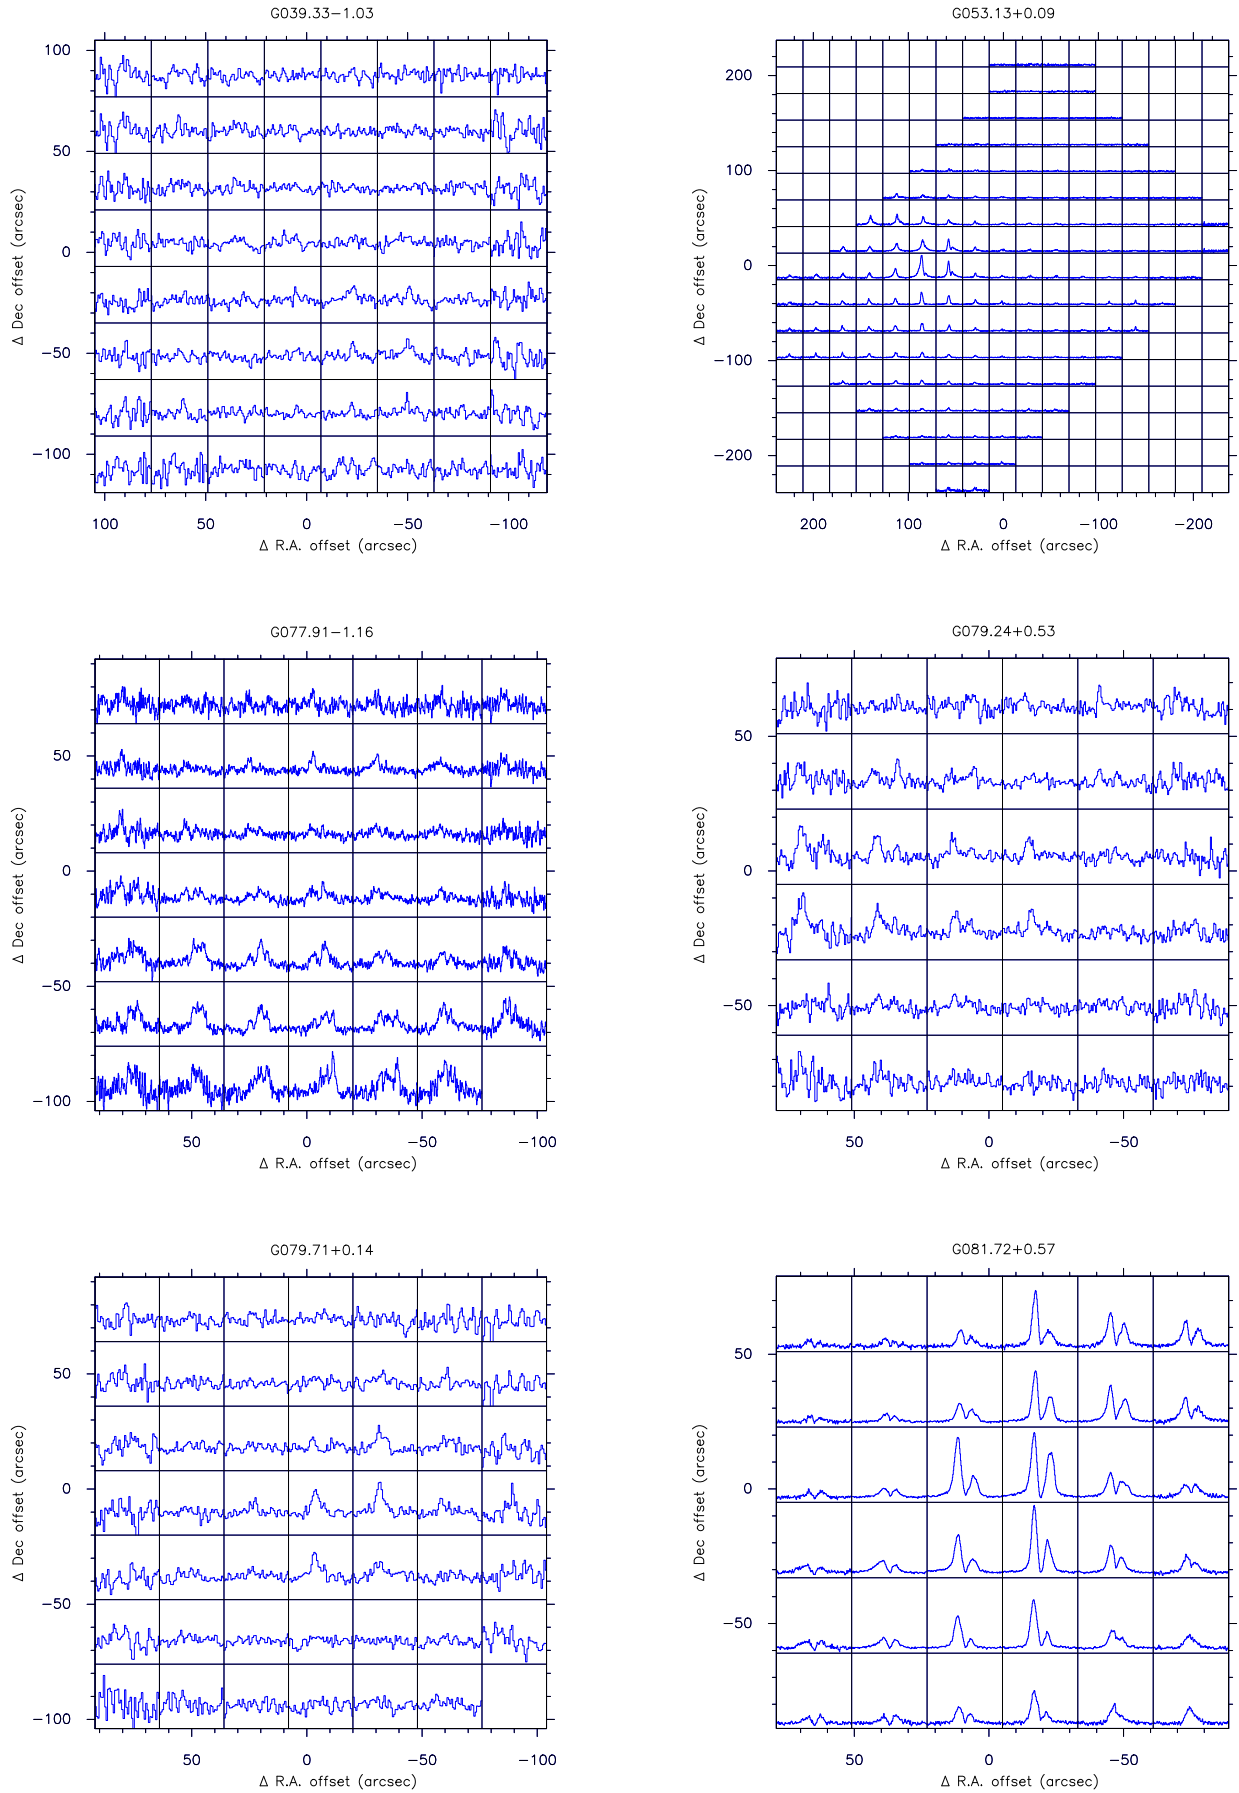 G039.33−1.03
G053.13+0.09
100
50
0
−50
−100
Δ Dec offset (arcsec)
100 50 0 −50 −100
Δ R.A. offset (arcsec)
200
100
0
−100
−200
Δ Dec offset (arcsec)
200 100 0 −100 −200
Δ R.A. offset (arcsec)
G077.91−1.16
G079.24+0.53
50
0
−50
−100
Δ Dec offset (arcsec)
50 0 −50 −100
Δ R.A. offset (arcsec)
50
0
−50
Δ Dec offset (arcsec)
50 0 −50
Δ R.A. offset (arcsec)
G079.71+0.14
G081.72+0.57
50
0
−50
−100
Δ Dec offset (arcsec)
50 0 −50 −100
Δ R.A. offset (arcsec)
50
0
−50
Δ Dec offset (arcsec)
50 0 −50
Δ R.A. offset (arcsec)